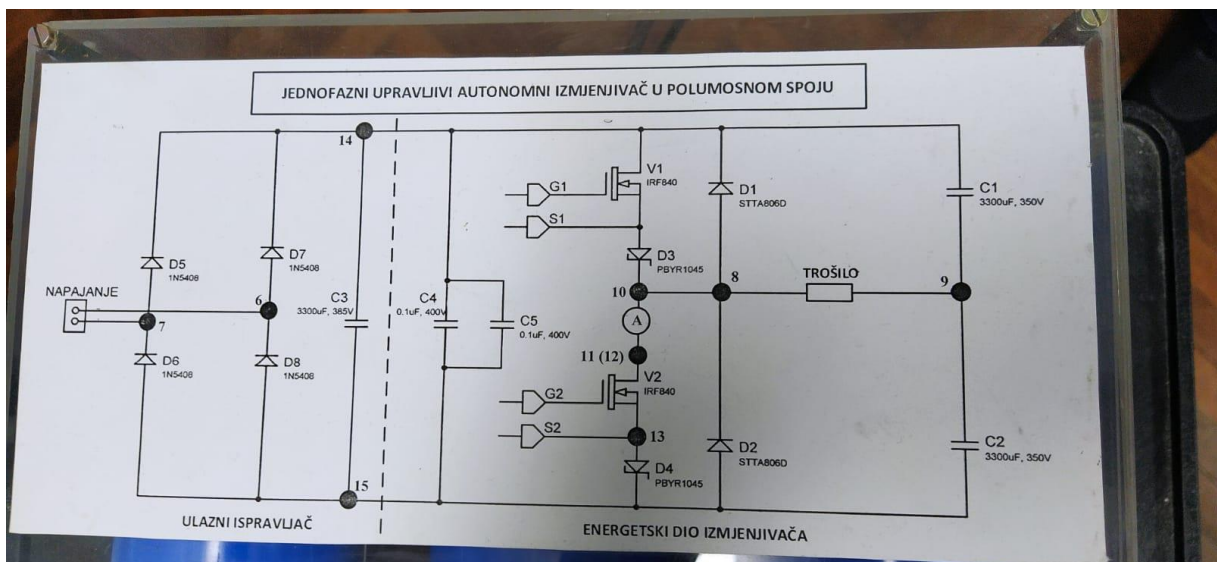 JEDNOFAZNI UPRAVLJIVI AUTONOMNI IZMJENJIVAČ U POLUMOSNOM SPOJU
14
V1
IRF840
G1
D1
STTA806D
C1
3300uF, 350V
S1
D5
1N5408
D7
1N5408
D3
PBYR1045
NAPAJANJE
6
7
C3
3300uF, 385V
C4
0.1uF, 400V
C5
0.1uF, 400V
10
8
TROŠILO
9
A
11 (12)
D6
1N5408
D8
1N5408
V2
IRF840
G2
S2
13
D2
STTA806D
C2
3300uF, 350V
D4
PBYR1045
15
ULAZNI ISPRAVLJAČ
ENERGETSKI DIO IZMJENJIVAČA